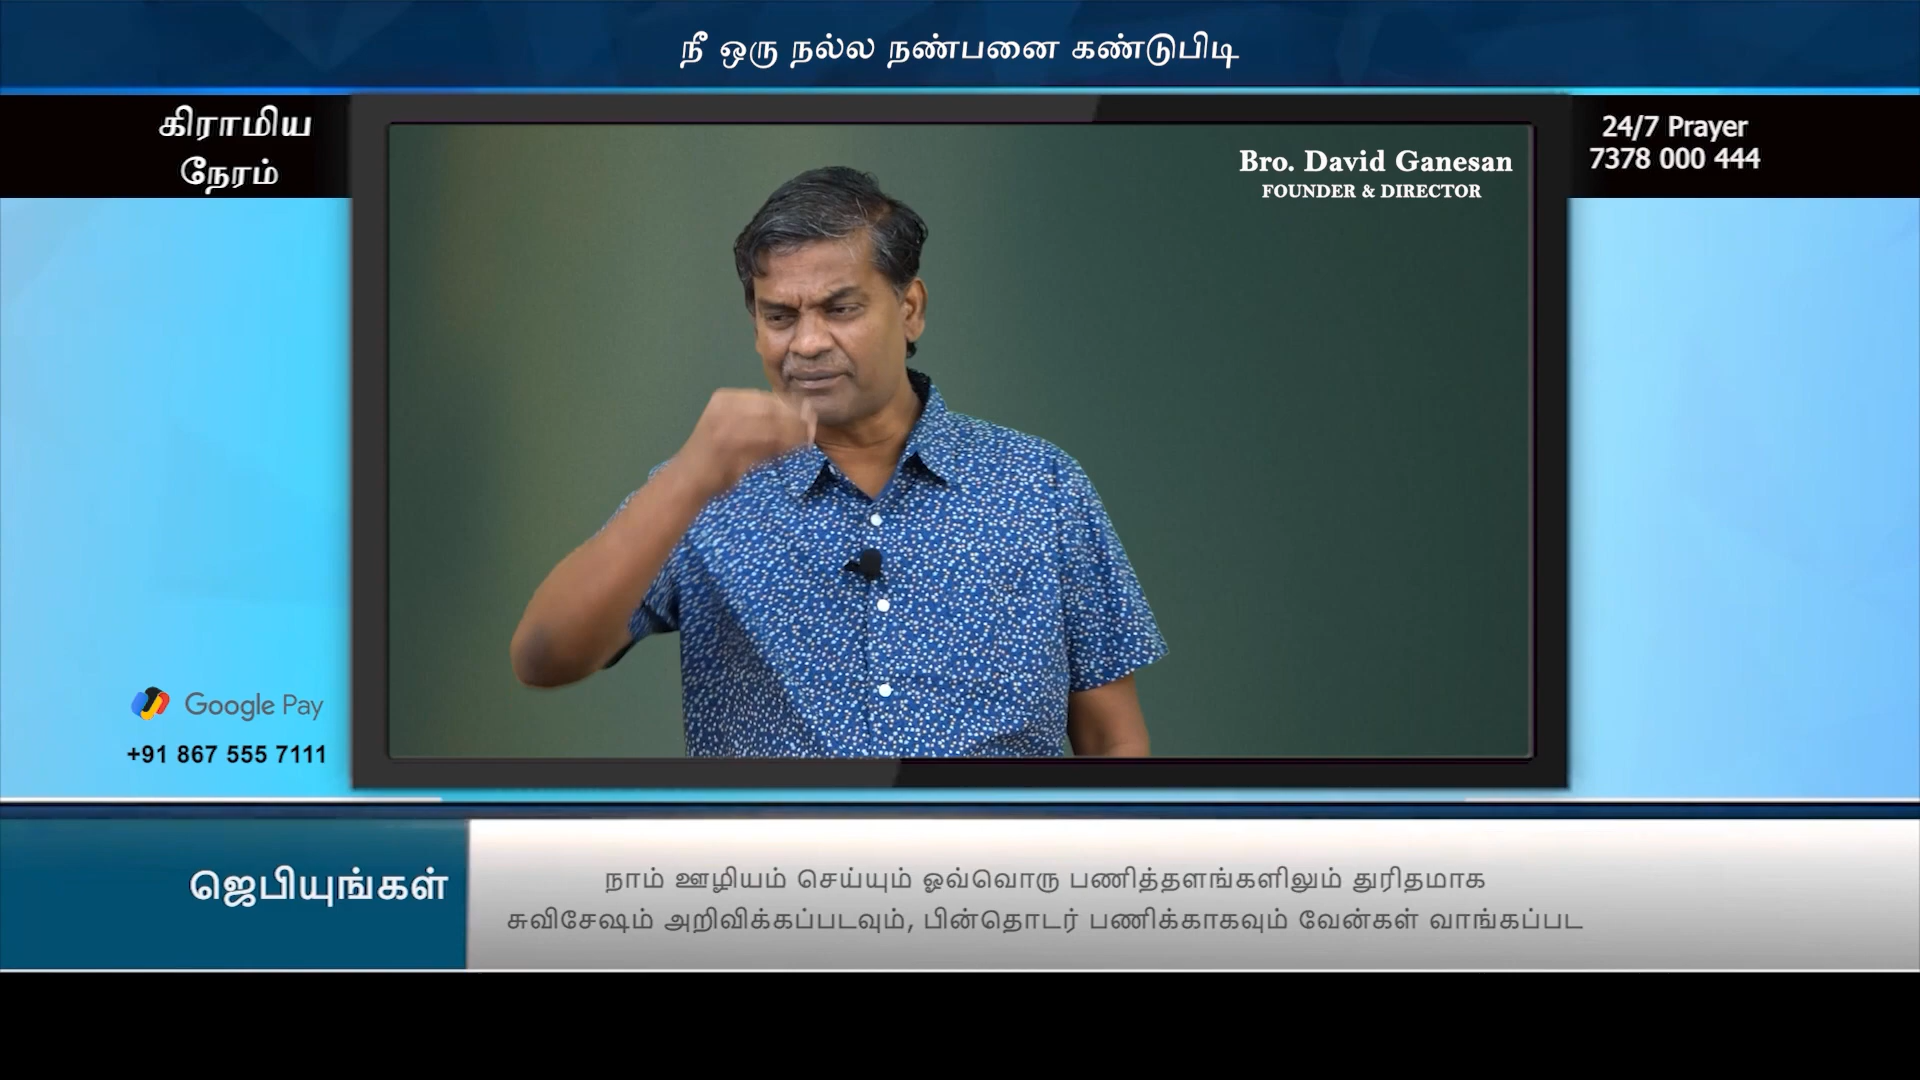 நீ ஒரு நல்ல நண்பனை கண்டுபிடி
கிராமிய
நேரம்
24/7 Prayer
7378 000 444
Bro. David Ganesan
FOUNDER & DIRECTOR
Google Pay
+91 867 555 7111
ஜெபியுங்கள்
நாம் ஊழியம் செய்யும் ஒவ்வொரு பணித்தளங்களிலும் துரிதமாக
சுவிசேஷம் அறிவிக்கப்படவும், பின்தொடர் பணிக்காகவும் வேன்கள் வாங்கப்பட